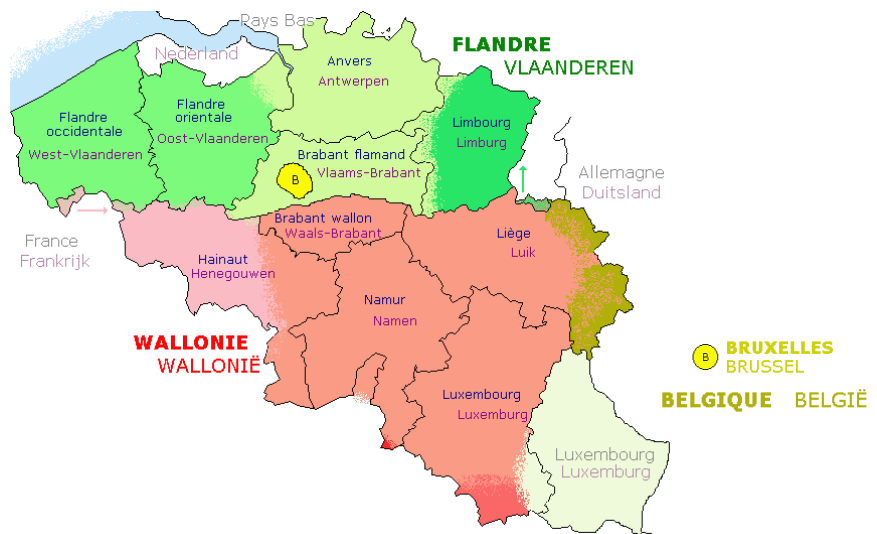 Pays Bas
Nederland
FLANDRE
VLAANDEREN
Anvers
Antwerpen
Flandre
orientale
Oost-Vlaanderen
Flandre
occidentale
West-Vlaanderen
Limbourg
Limburg
Brabant flamand
Vlaams-Brabant
B
Allemagne
Duitsland
Brabant wallon
Waals-Brabant
France
Frankrijk
Hainaut
Henegouwen
Liège
Luik
Namur
Namen
WALLONIE
WALLONIË
B
BRUXELLES
BRUSSEL
BELGIQUE BELGIË
Luxembourg
Luxemburg
Luxembourg
Luxemburg